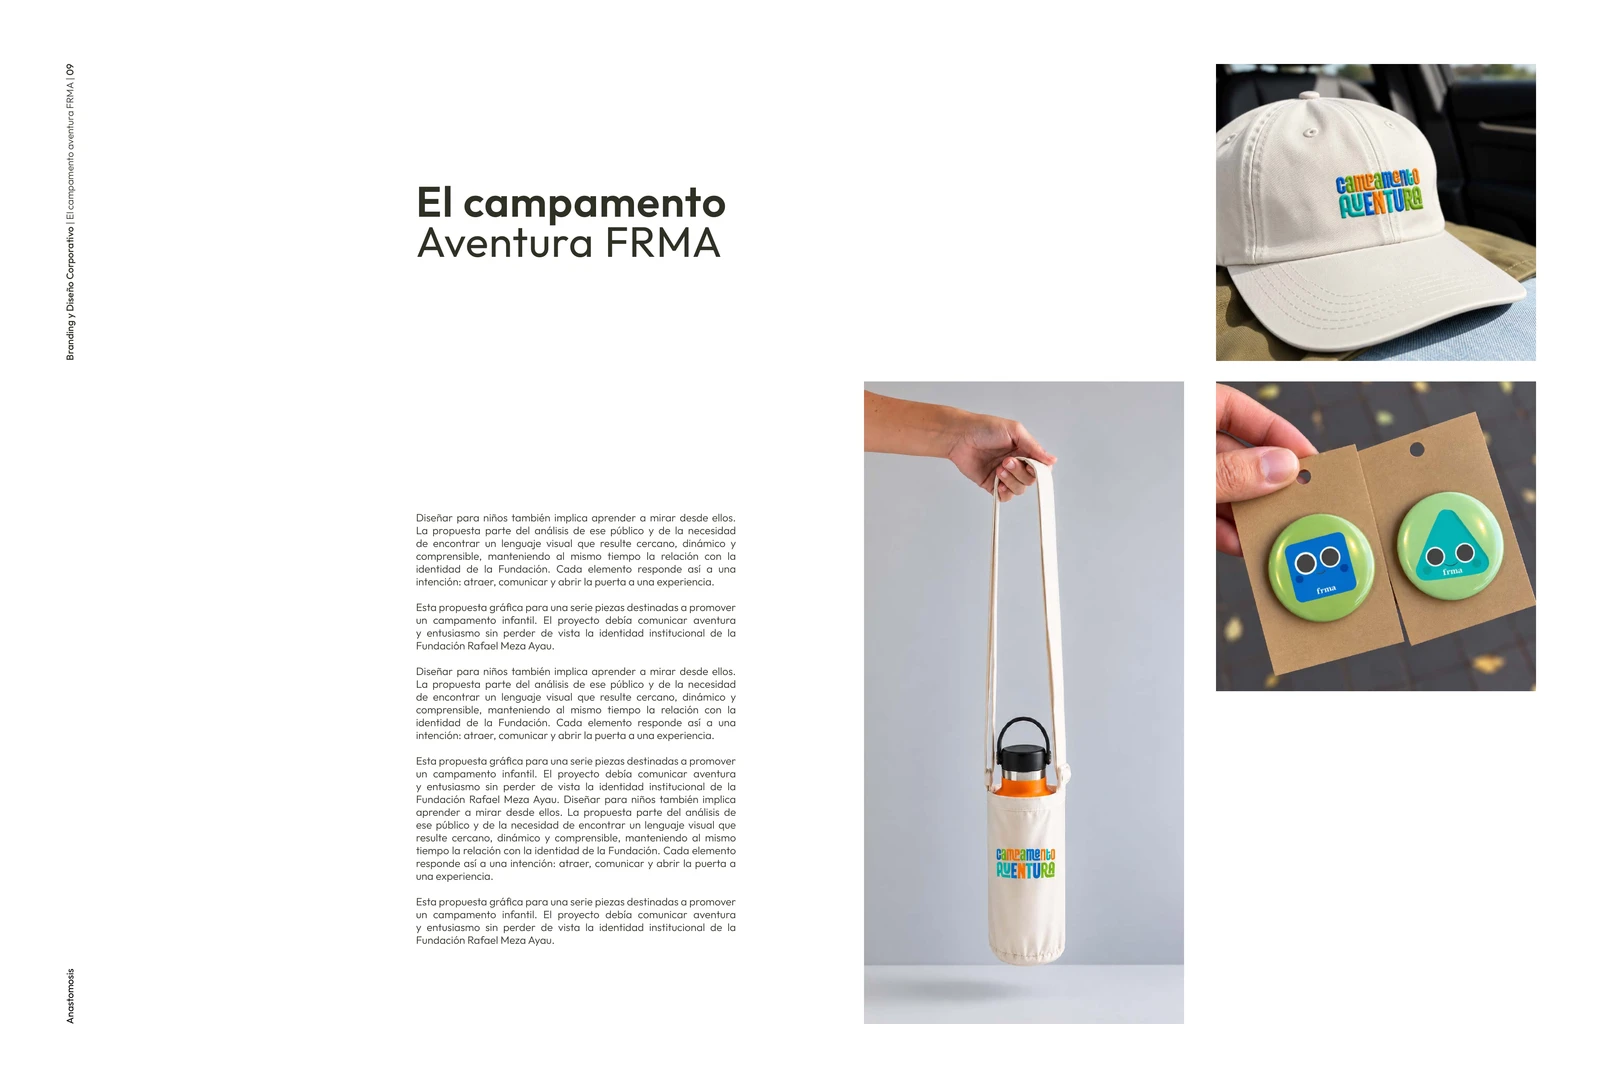 Branding y Diseño Corporativo | El campamento aventura FRMA | 09
El campamento
Aventura FRMA
Diseñar para niños también implica aprender a mirar desde ellos.
La propuesta parte del análisis de ese público y de la necesidad
de encontrar un lenguaje visual que resulte cercano, dinámico y
comprensible, manteniendo al mismo tiempo la relación con la
identidad de la Fundación. Cada elemento responde así a una
intención: atraer, comunicar y abrir la puerta a una experiencia.
Esta propuesta gráfica para una serie piezas destinadas a promover
un campamento infantil. El proyecto debía comunicar aventura
y entusiasmo sin perder de vista la identidad institucional de la
Fundación Rafael Meza Ayau.
Diseñar para niños también implica aprender a mirar desde ellos.
La propuesta parte del análisis de ese público y de la necesidad
de encontrar un lenguaje visual que resulte cercano, dinámico y
comprensible, manteniendo al mismo tiempo la relación con la
identidad de la Fundación. Cada elemento responde así a una
intención: atraer, comunicar y abrir la puerta a una experiencia.
Esta propuesta gráfica para una serie piezas destinadas a promover
un campamento infantil. El proyecto debía comunicar aventura
y entusiasmo sin perder de vista la identidad institucional de la
Fundación Rafael Meza Ayau. Diseñar para niños también implica
aprender a mirar desde ellos. La propuesta parte del análisis de
ese público y de la necesidad de encontrar un lenguaje visual que
resulte cercano, dinámico y comprensible, manteniendo al mismo
tiempo la relación con la identidad de la Fundación. Cada elemento
responde así a una intención: atraer, comunicar y abrir la puerta a
una experiencia.
Esta propuesta gráfica para una serie piezas destinadas a promover
un campamento infantil. El proyecto debía comunicar aventura
y entusiasmo sin perder de vista la identidad institucional de la
Fundación Rafael Meza Ayau.
Anastomosis
CAMPAMENTO
AVENTURA
CAMPAMENTO
AVENTURA
frma
frma